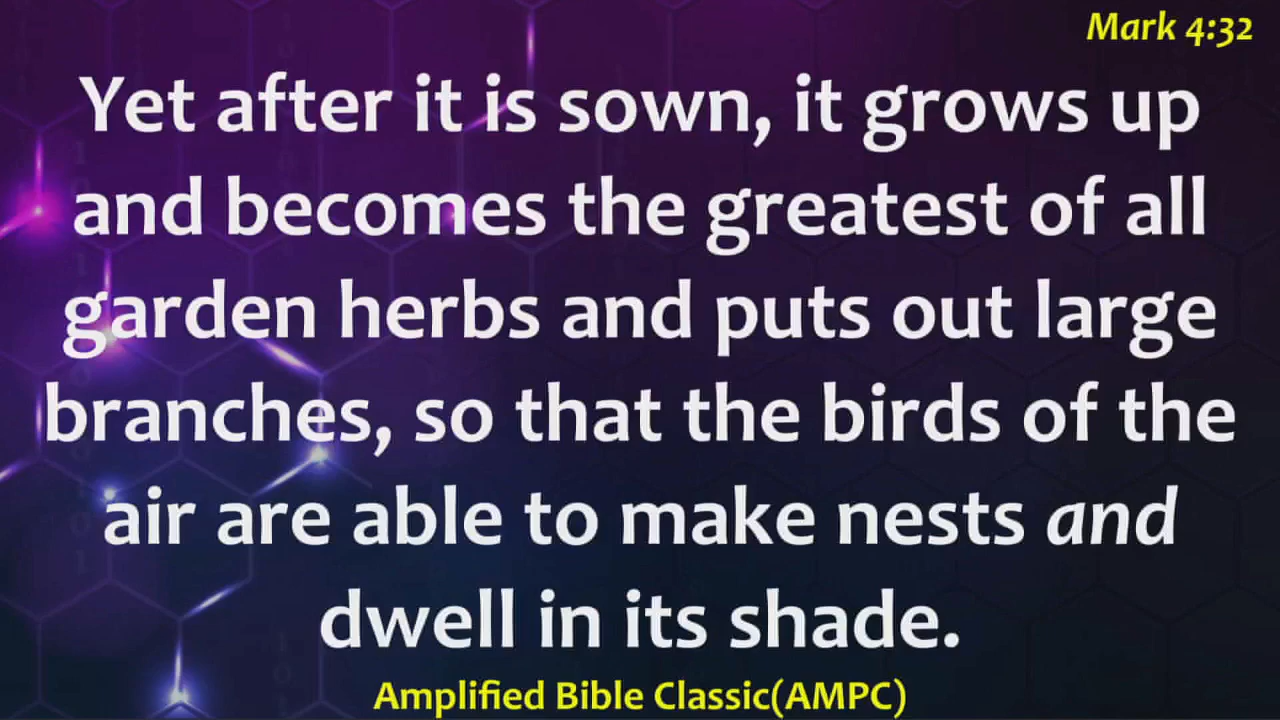 Mark 4:32
Yet after it is sown, it grows up
and becomes the greatest of all
garden herbs and puts out large
branches, so that the birds of the
air are able to make nests and
dwell in its shade.
Amplified Bible Classic(AMPC)